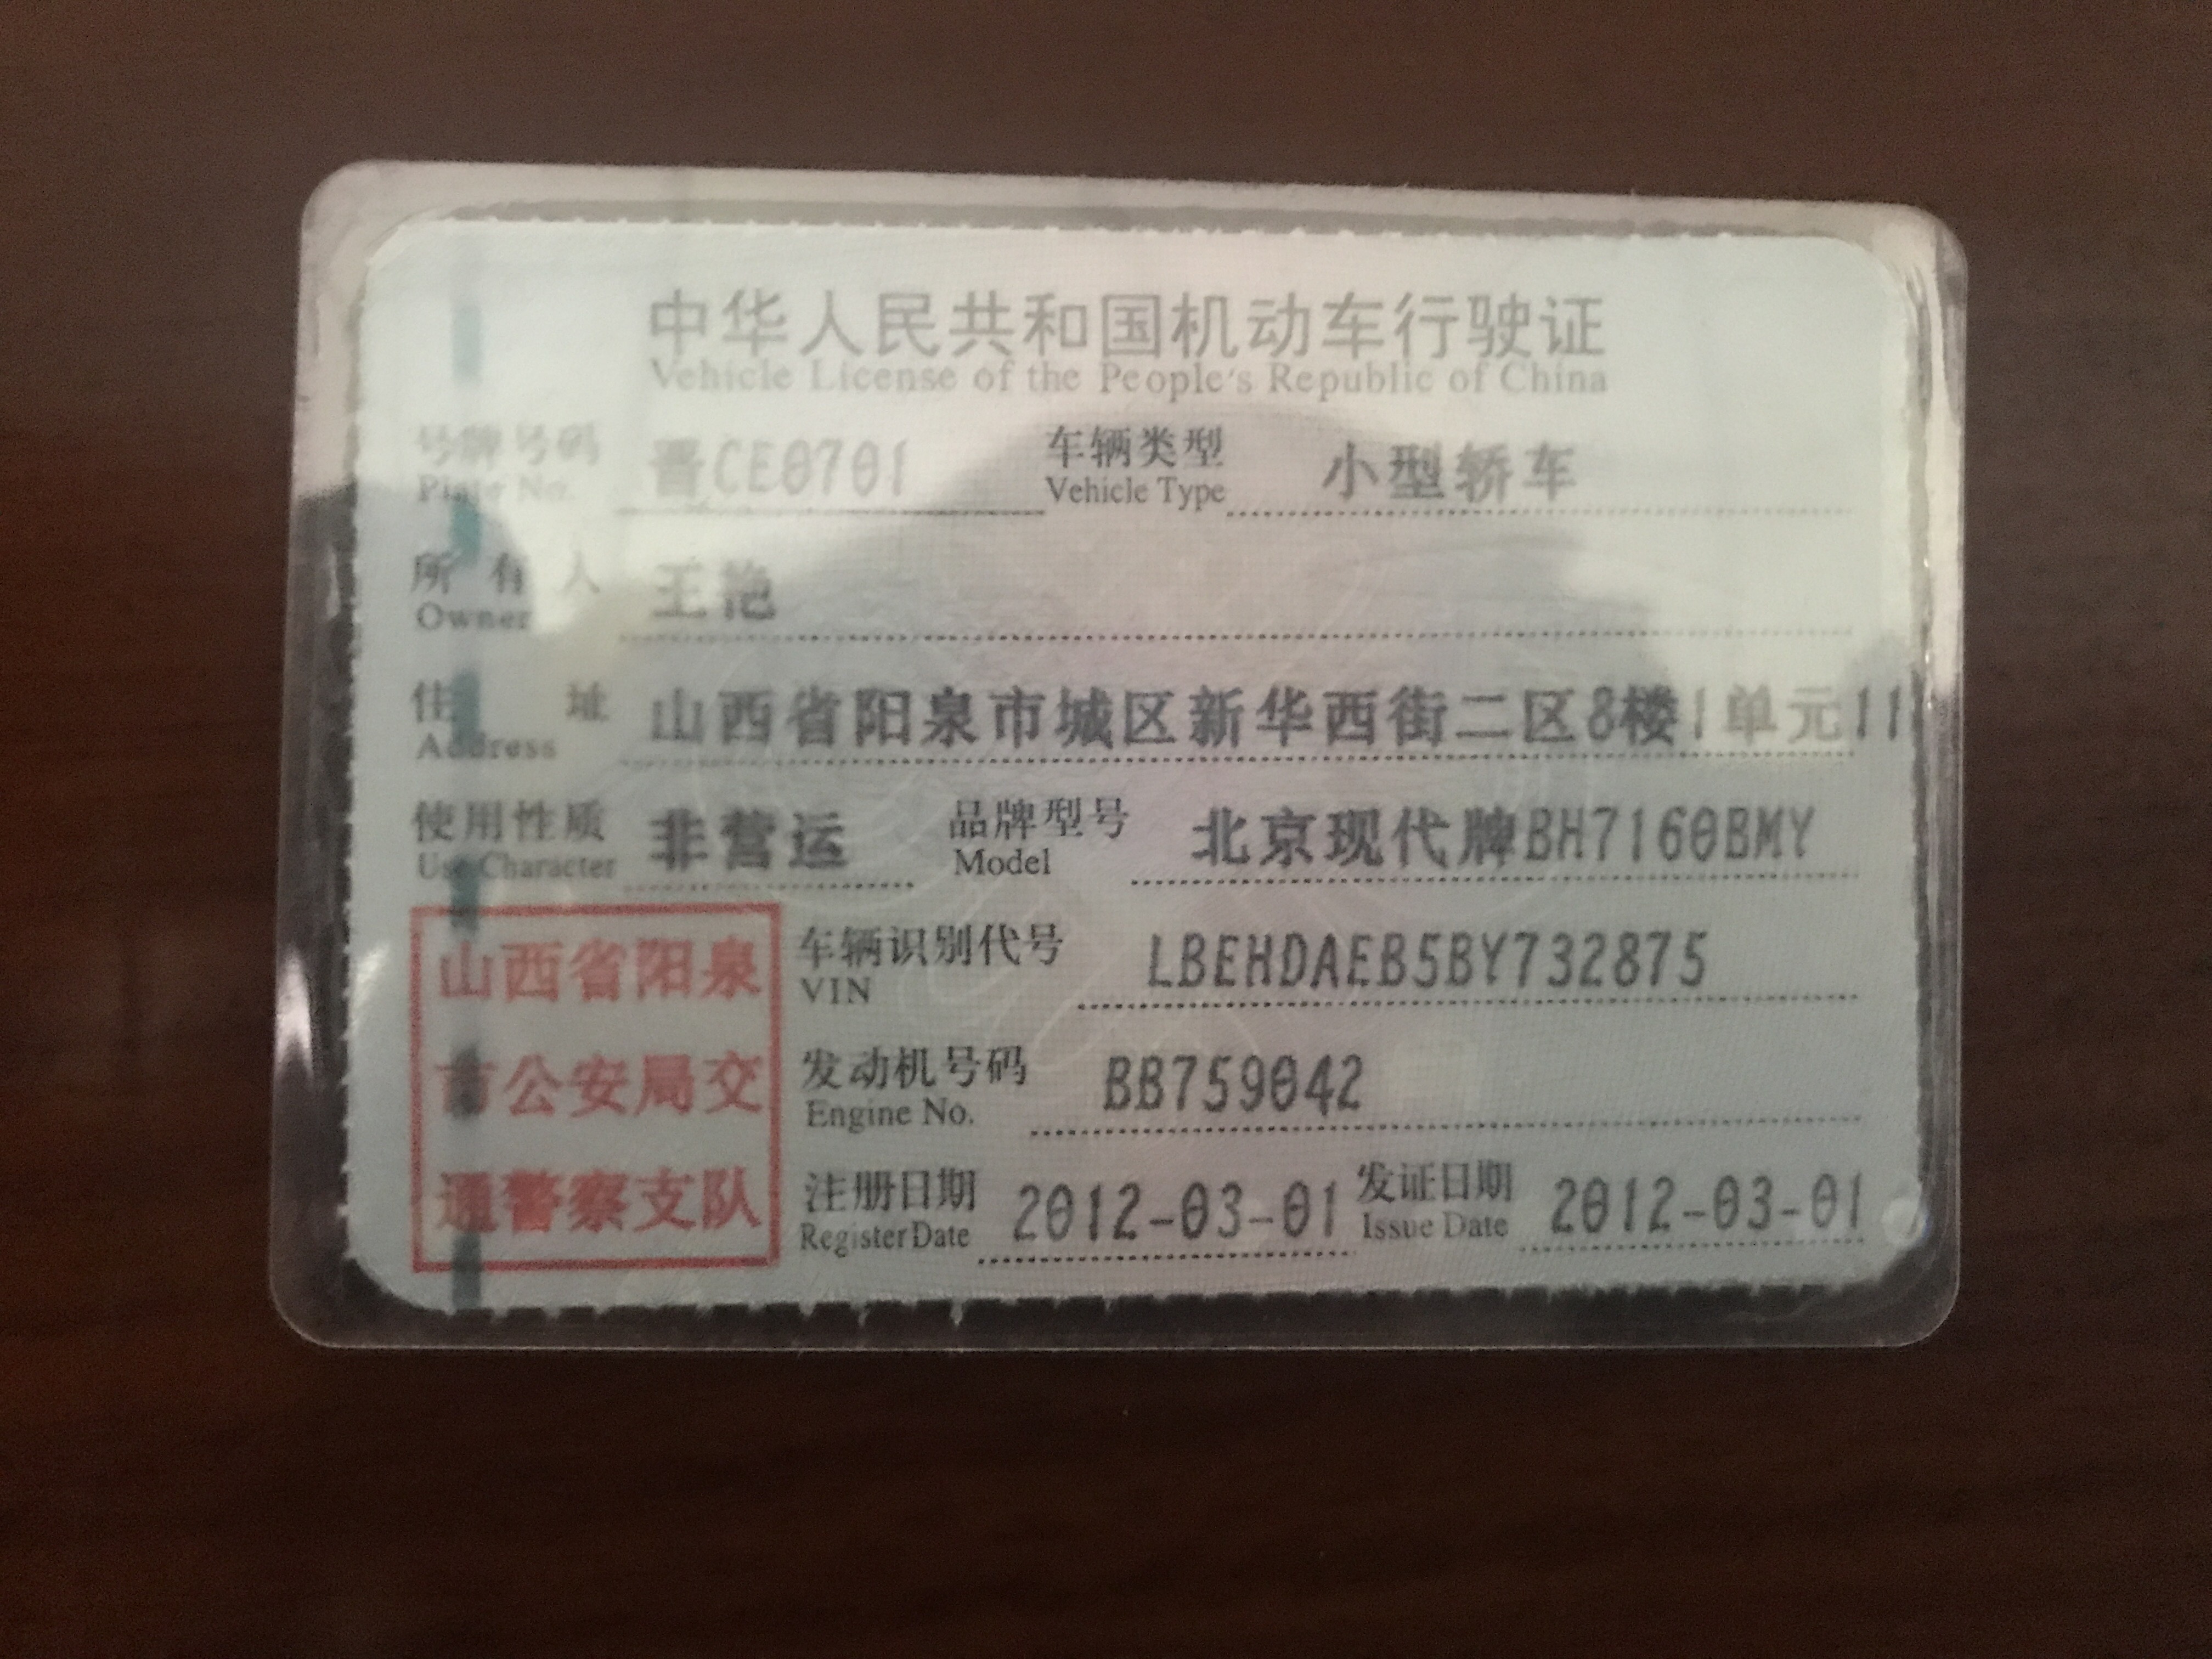 中华人民共和国机动车行驶证
Vehicle License of the People's Republic of China
号牌号码 晋CE0701 车辆类型 小型轿车
Plate No. Vehicle Type
所有人 王艳
Owner
住址 山西省阳泉市城区新华西街二区8楼1单元11
Address
使用性质 非营运 品牌型号 北京现代牌BH7160BMY
Use Character Model
山西省阳泉
市公安局交
通警察支队
车辆识别代号 LBEHDAEB5BY732875
VIN
发动机号码 BB759042
Engine No.
注册日期 2012-03-01 发证日期 2012-03-01
Register Date Issue Date